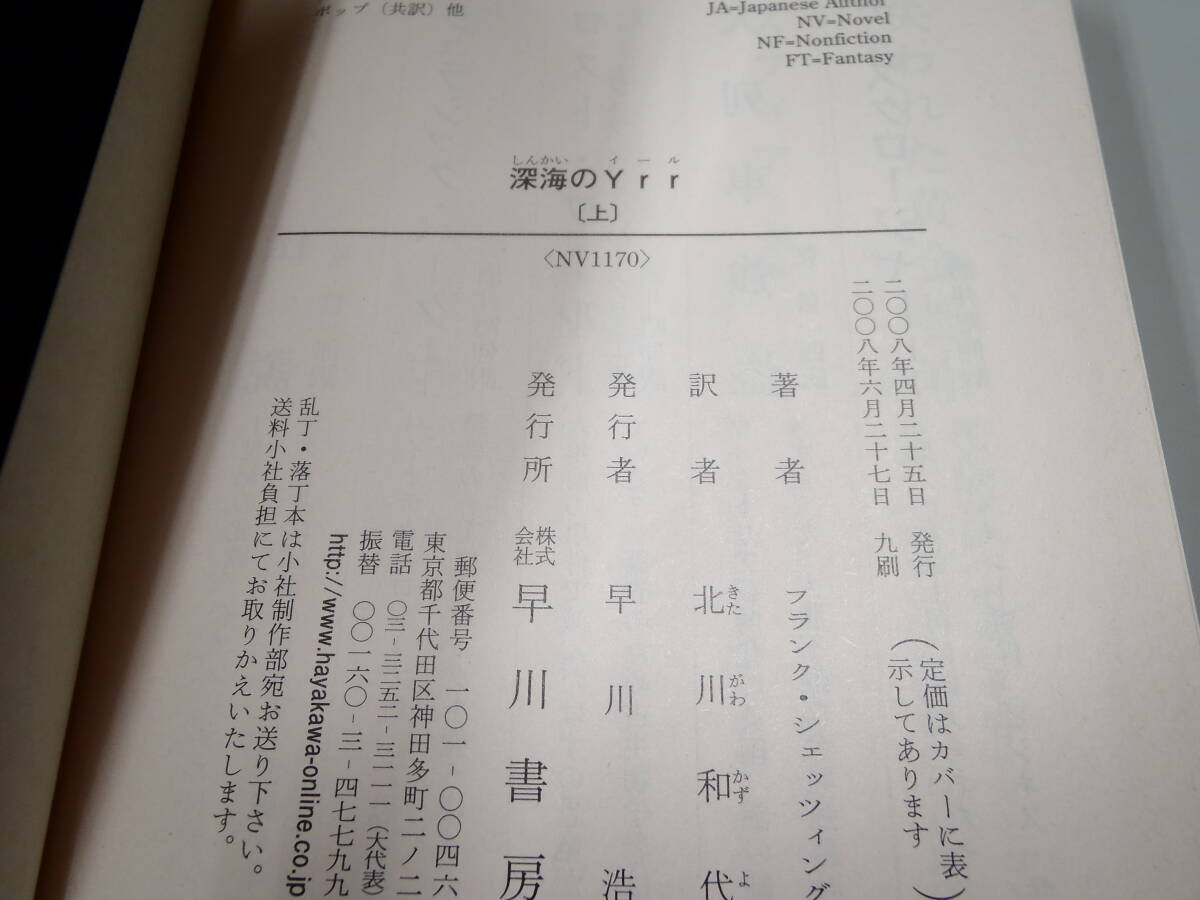 ポップ（共訳）他
JA=Japanese Author
NV=Novel
NF=Nonfiction
FT=Fantasy
しんかい イール
深海のYrr
〔上〕
〈NV1170〉
二〇〇八年四月二十五日 発行
二〇〇八年六月二十七日 九刷
（定価はカバーに表
示してあります）
著者 フランク・シェッツィング
訳者 北川和代
きた がわ かず よ
発行者 早川 浩
発行所 株式会社 早川書房
郵便番号 一〇一‐〇〇四六
東京都千代田区神田多町二ノ二
電話 〇三‐三二五二‐三一一一（大代表）
振替 〇〇一六〇‐三‐四七七九九
http://www.hayakawa-online.co.jp
乱丁・落丁本は小社制作部宛お送り下さい。
送料小社負担にてお取りかえいたします。